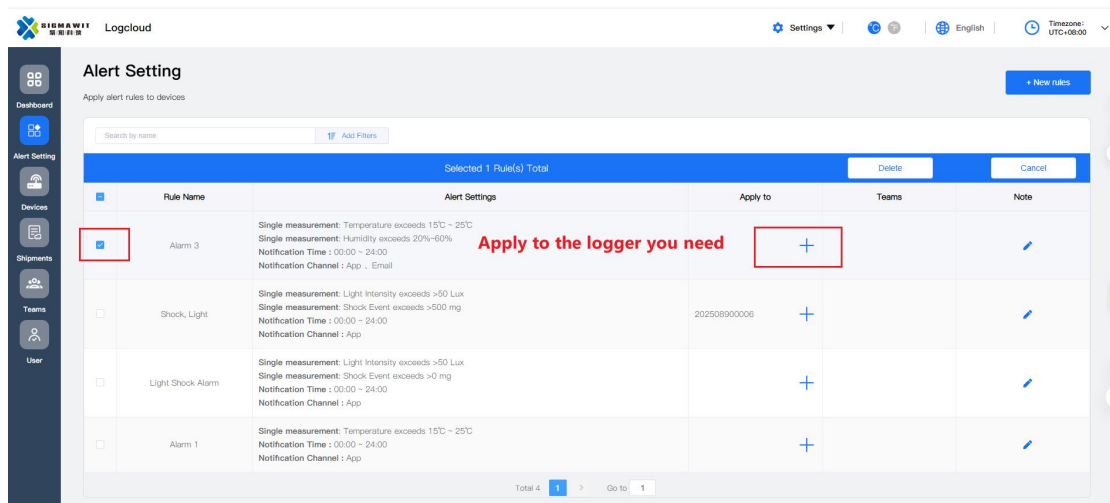 SIGMAWIT
Logcloud
Settings
°C
°F
English
Timezone:
UTC+08:00
Dashboard
Alert Setting
Devices
Shipments
Teams
User
Alert Setting
Apply alert rules to devices
+ New rules
Search by name
Add Filters
Selected 1 Rule(s) Total
Delete
Cancel
Rule Name
Alert Settings
Apply to
Teams
Note
Alarm 3
Single measurement: Temperature exceeds 15°C ~ 25°C
Single measurement: Humidity exceeds 20%~60%
Notification Time : 00:00 ~ 24:00
Notification Channel : App 、Email
Apply to the logger you need
Shock, Light
Single measurement: Light Intensity exceeds >50 Lux
Single measurement: Shock Event exceeds >500 mg
Notification Time : 00:00 ~ 24:00
Notification Channel : App
202508900006
Light Shock Alarm
Single measurement: Light Intensity exceeds >50 Lux
Single measurement: Shock Event exceeds >0 mg
Notification Time : 00:00 ~ 24:00
Notification Channel : App
Alarm 1
Single measurement: Temperature exceeds 15°C ~ 25°C
Notification Time : 00:00 ~ 24:00
Notification Channel : App
Total 4
1
>
Go to
1